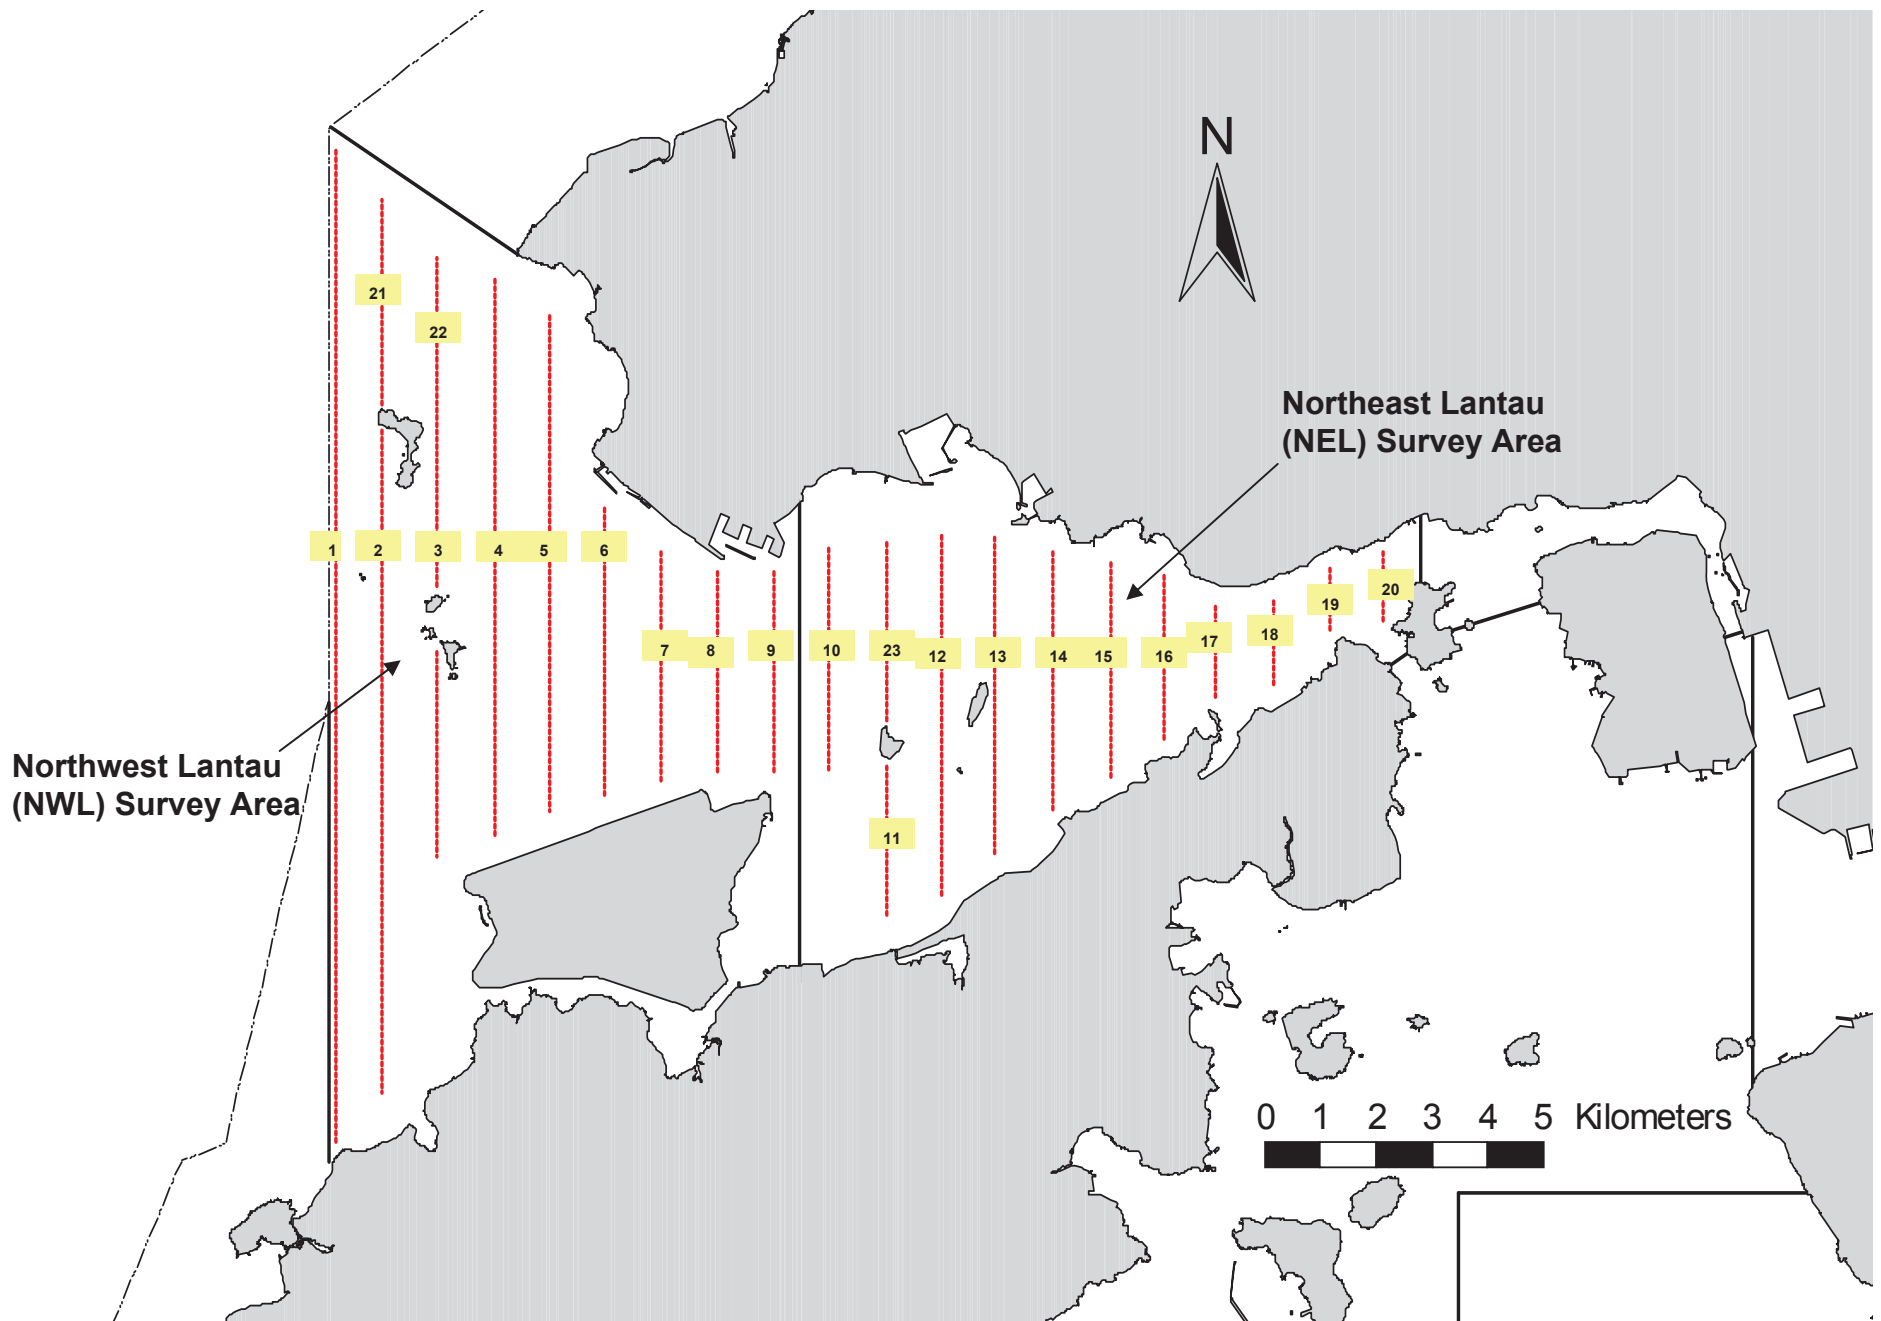 N
21
22
Northeast Lantau
(NEL) Survey Area
1 2 3 4 5 6
20
19
7 8 9 10 23 12 13 14 15 16 17 18
Northwest Lantau
(NWL) Survey Area
11
0 1 2 3 4 5 Kilometers